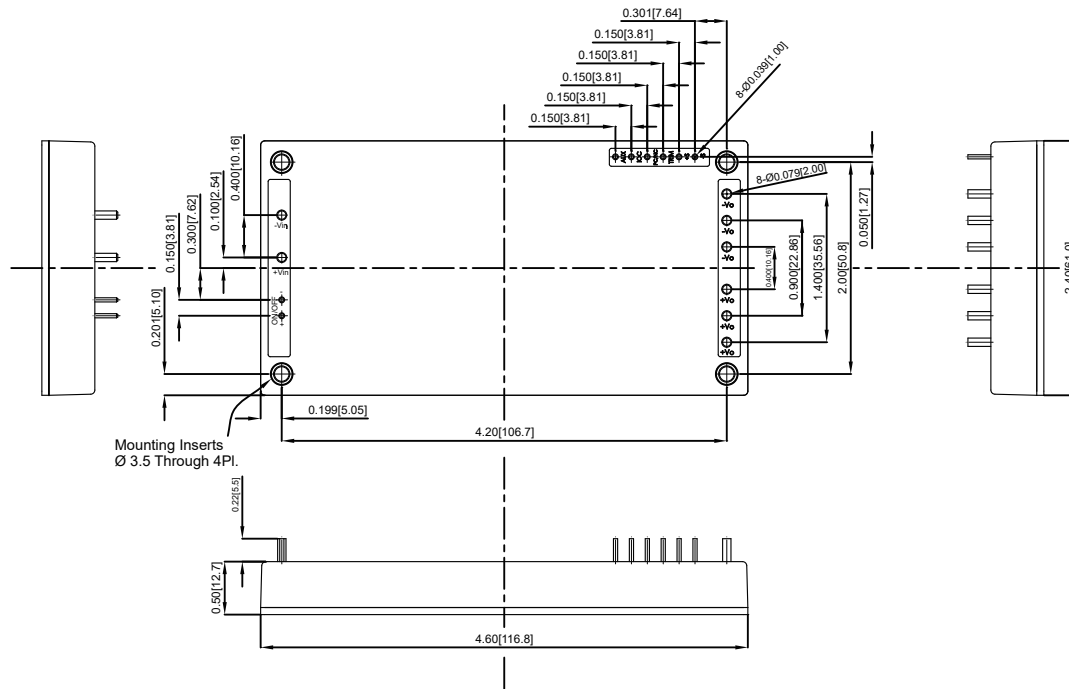 0.301[7.64]
0.150[3.81]
0.150[3.81]
0.150[3.81]
0.150[3.81]
0.150[3.81]
8-Ø0.039[1.00]
AUX
IOC
PC/NC
TRIM
+S
-S
0.400[10.16]
0.100[2.54]
0.300[7.62]
0.150[3.81]
0.201[5.10]
-Vin
+Vin
-
ON/OFF
+
8-Ø0.079[2.00]
-Vo
-Vo
-Vo
+Vo
+Vo
+Vo
0.400[10.16]
0.900[22.86]
1.400[35.56]
2.00[50.8]
0.050[1.27]
0.199[5.05]
4.20[106.7]
Mounting Inserts
Ø 3.5 Through 4Pl.
0.22[5.5]
0.50[12.7]
4.60[116.8]